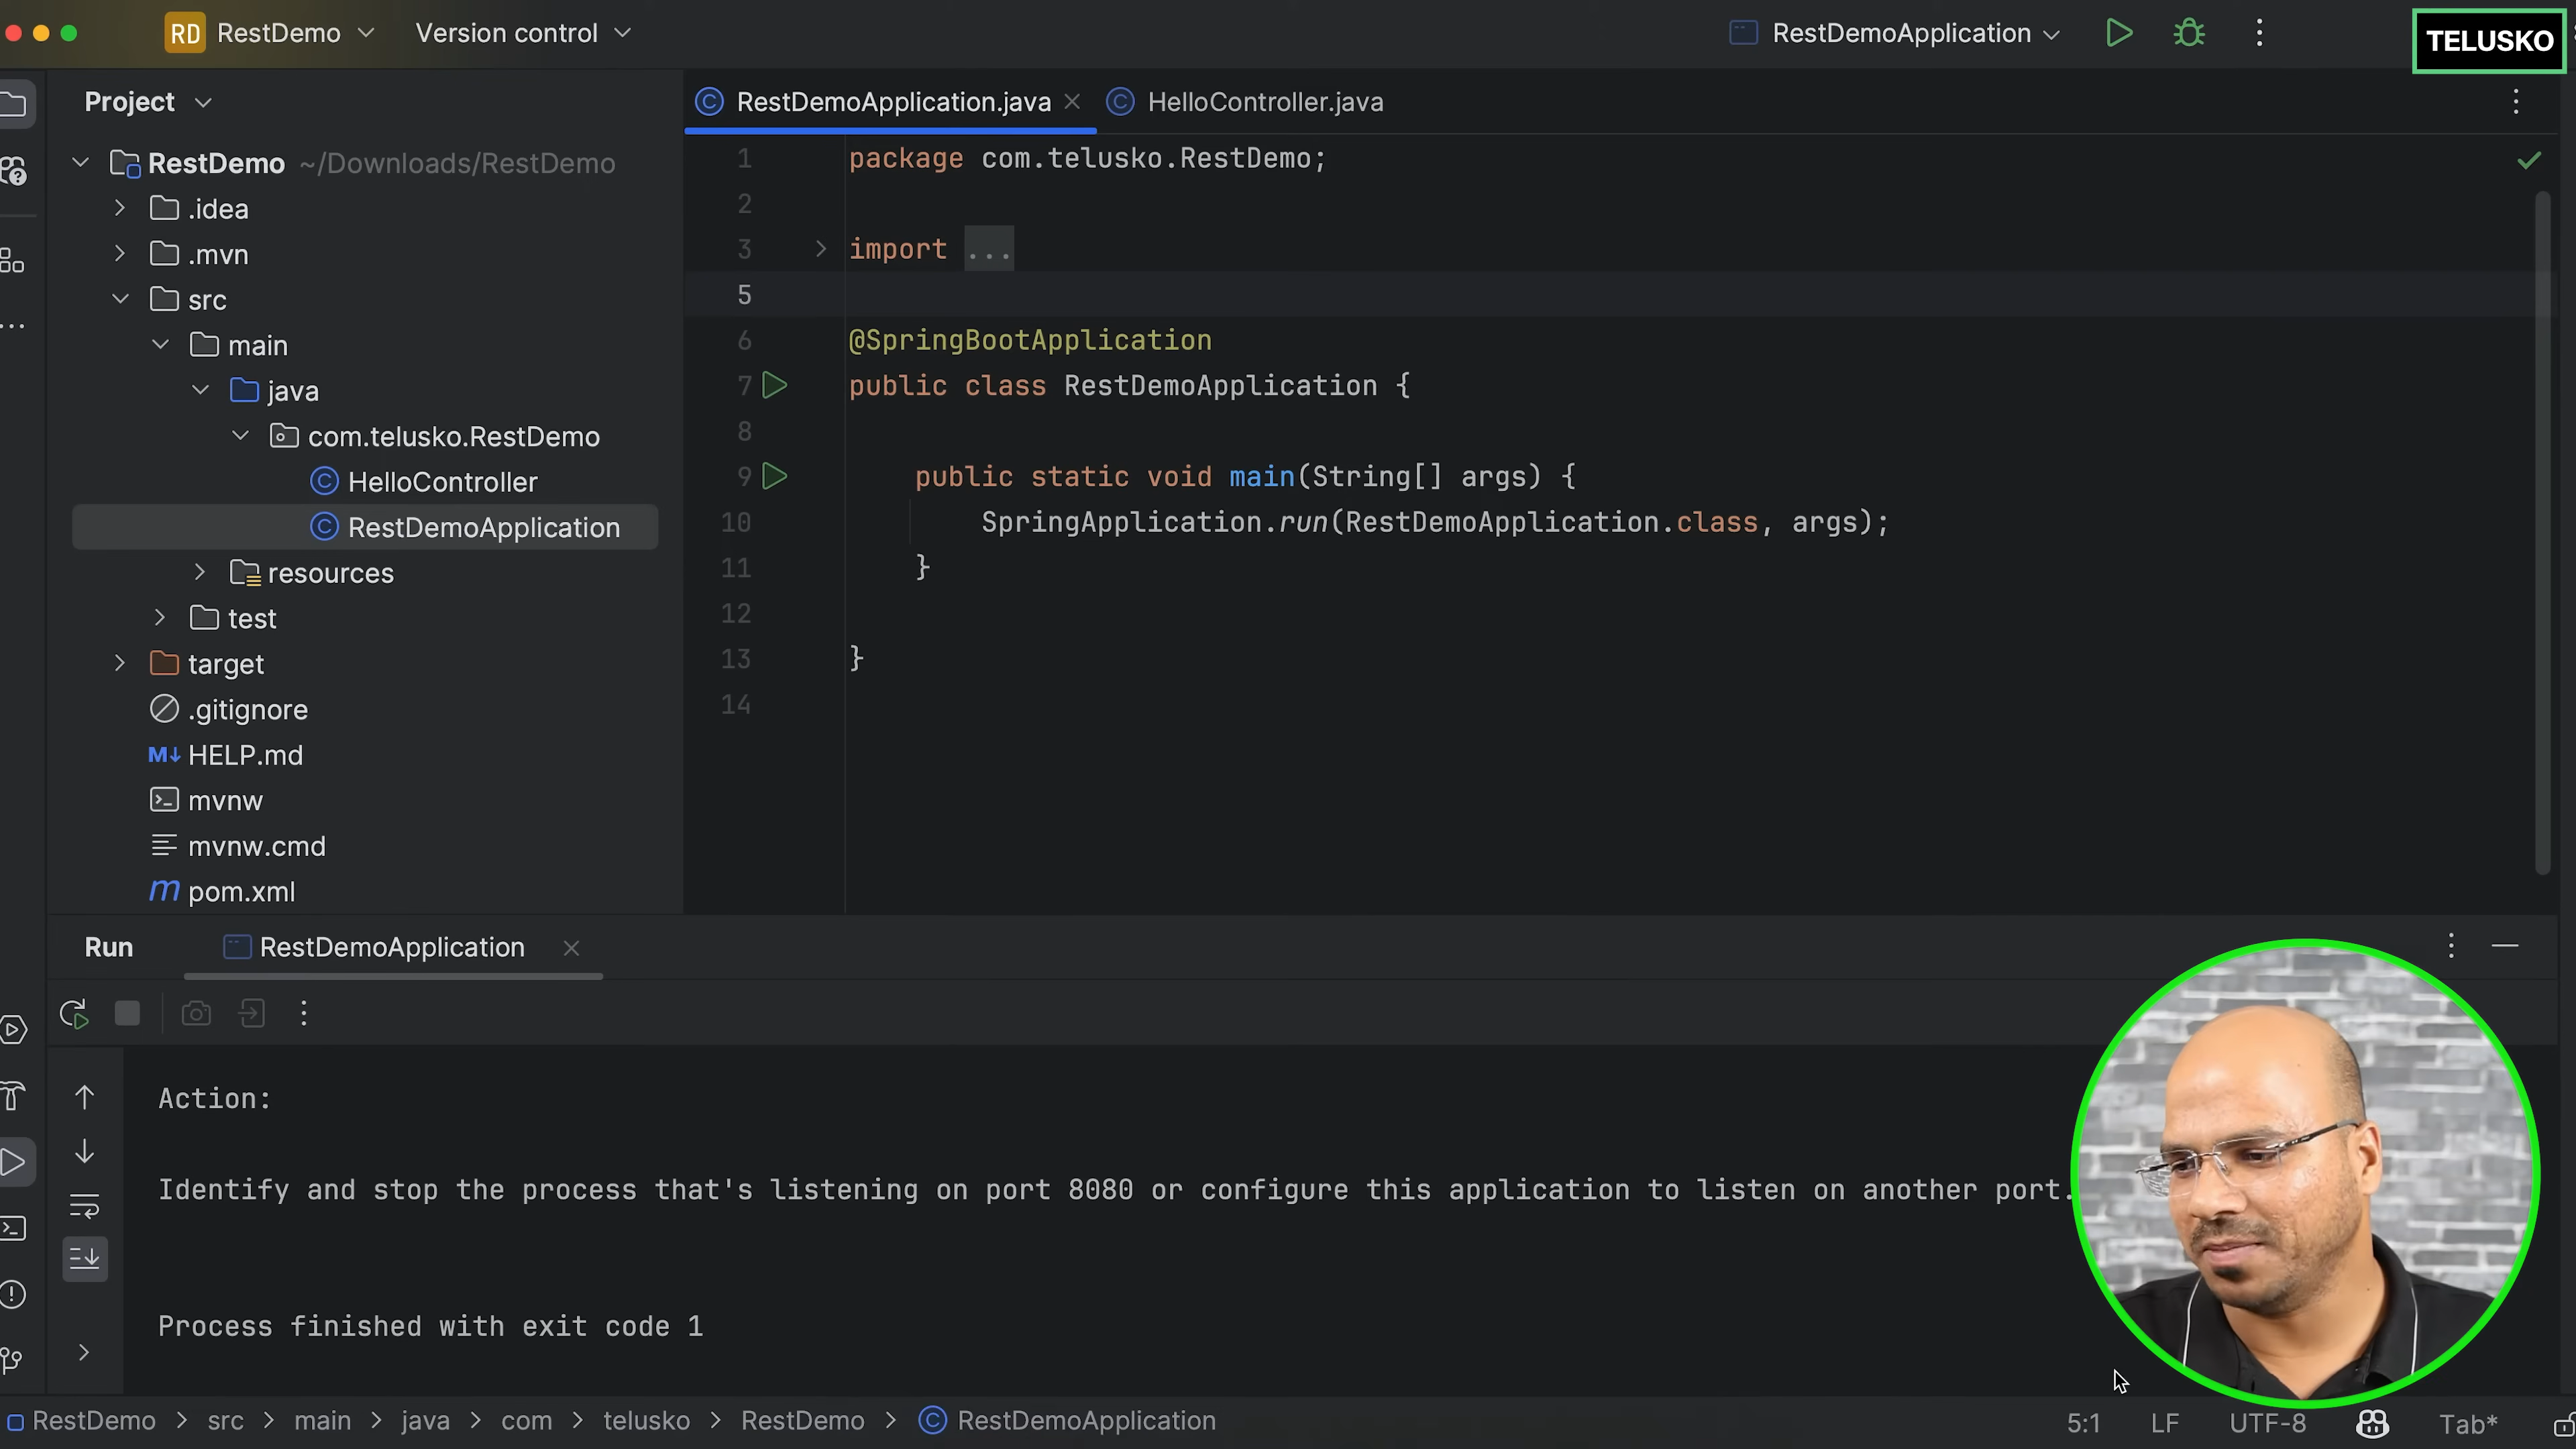 RD RestDemo Version control RestDemoApplication TELUSKO
Project RestDemoApplication.java HelloController.java
RestDemo ~/Downloads/RestDemo
.idea
.mvn
src
main
java
com.telusko.RestDemo
HelloController
RestDemoApplication
resources
test
target
.gitignore
M↓ HELP.md
mvnw
mvnw.cmd
m pom.xml
1 package com.telusko.RestDemo;
2
3 import ...
5
6 @SpringBootApplication
7 public class RestDemoApplication {
8
9 public static void main(String[] args) {
10 SpringApplication.run(RestDemoApplication.class, args);
11 }
12
13 }
14
Run RestDemoApplication
Action:
Identify and stop the process that's listening on port 8080 or configure this application to listen on another port.
Process finished with exit code 1
RestDemo > src > main > java > com > telusko > RestDemo > RestDemoApplication 5:1 LF UTF-8 Tab*